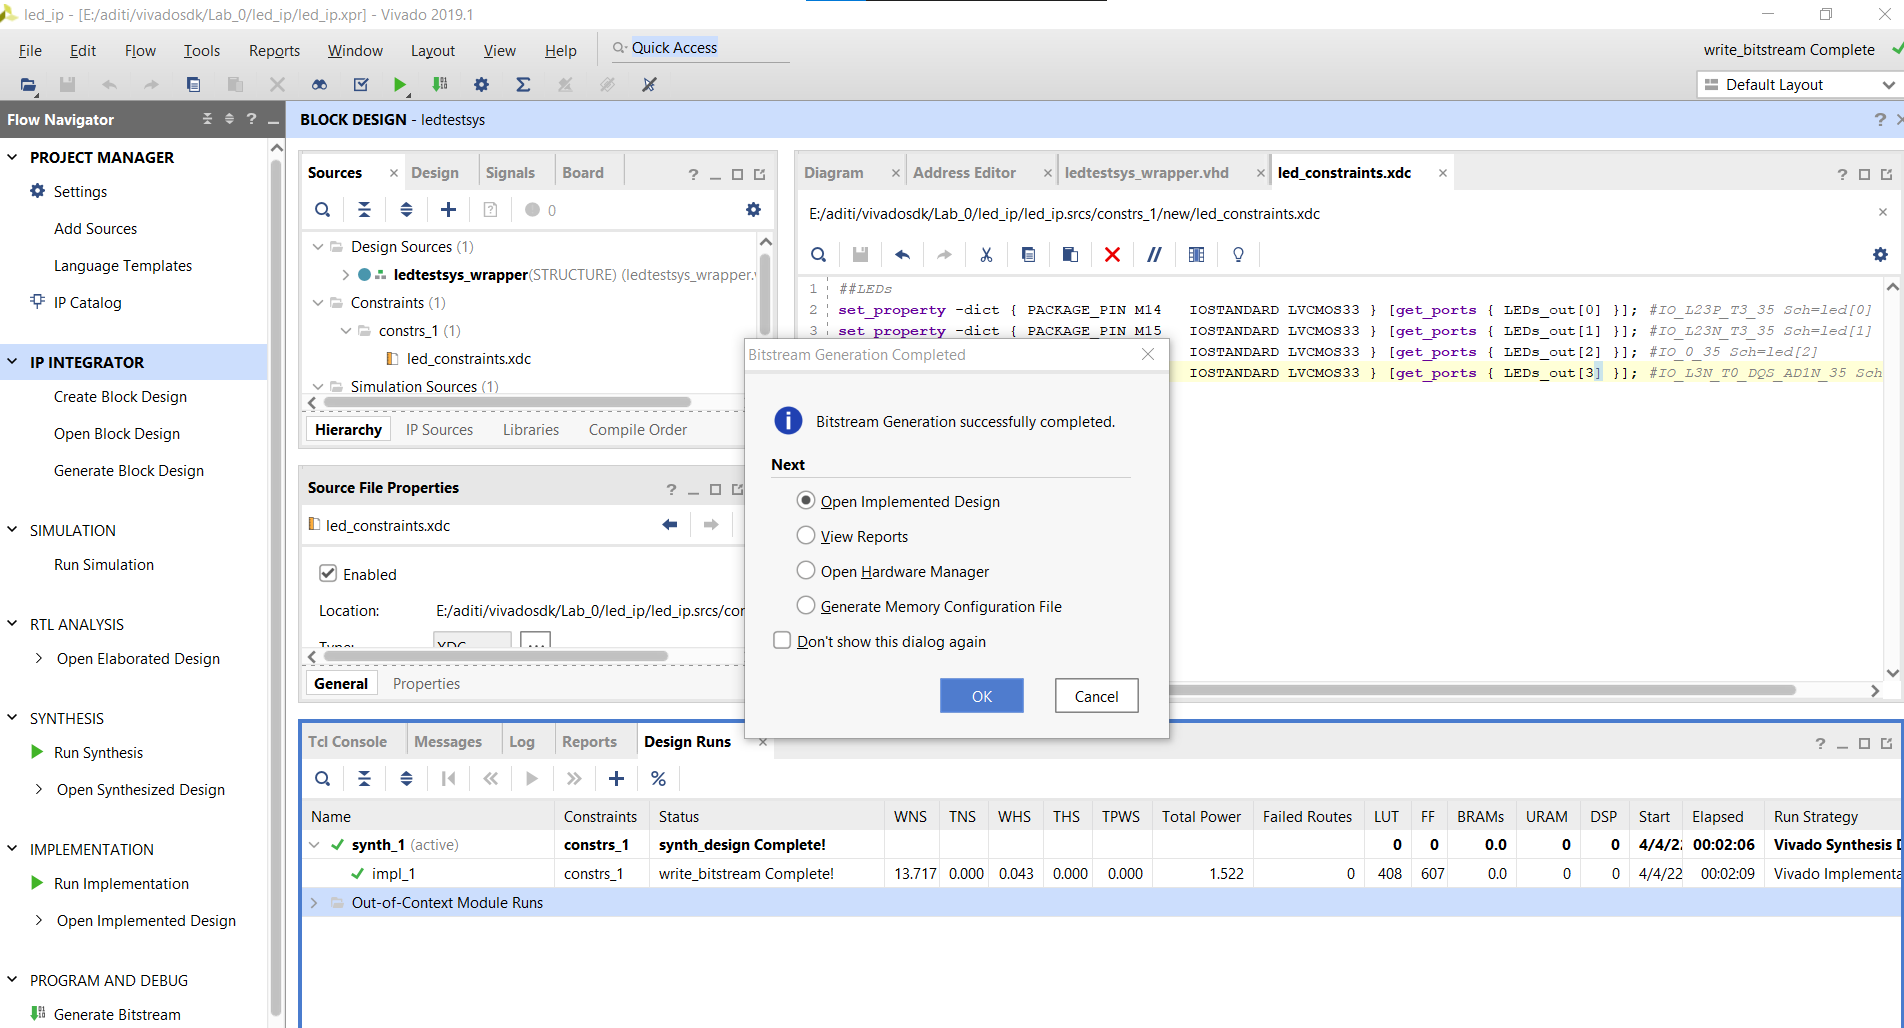 led_ip - [E:/aditi/vivadosdk/Lab_0/led_ip/led_ip.xpr] - Vivado 2019.1
File Edit Flow Tools Reports Window Layout View Help Quick Access
write_bitstream Complete
Default Layout
Flow Navigator
PROJECT MANAGER
Settings
Add Sources
Language Templates
IP Catalog
IP INTEGRATOR
Create Block Design
Open Block Design
Generate Block Design
SIMULATION
Run Simulation
RTL ANALYSIS
Open Elaborated Design
SYNTHESIS
Run Synthesis
Open Synthesized Design
IMPLEMENTATION
Run Implementation
Open Implemented Design
PROGRAM AND DEBUG
Generate Bitstream
BLOCK DESIGN - ledtestsys
Sources Design Signals Board
0
Design Sources (1)
ledtestsys_wrapper(STRUCTURE) (ledtestsys_wrapper.v
Constraints (1)
constrs_1 (1)
led_constraints.xdc
Simulation Sources (1)
Hierarchy IP Sources Libraries Compile Order
Source File Properties
led_constraints.xdc
Enabled
Location: E:/aditi/vivadosdk/Lab_0/led_ip/led_ip.srcs/cor
Type: XDC ...
General Properties
Diagram Address Editor ledtestsys_wrapper.vhd led_constraints.xdc
E:/aditi/vivadosdk/Lab_0/led_ip/led_ip.srcs/constrs_1/new/led_constraints.xdc
1 ##LEDs
2 set_property -dict { PACKAGE_PIN M14 IOSTANDARD LVCMOS33 } [get_ports { LEDs_out[0] }]; #IO_L23P_T3_35 Sch=led[0]
3 set_property -dict { PACKAGE_PIN M15 IOSTANDARD LVCMOS33 } [get_ports { LEDs_out[1] }]; #IO_L23N_T3_35 Sch=led[1]
IOSTANDARD LVCMOS33 } [get_ports { LEDs_out[2] }]; #IO_0_35 Sch=led[2]
IOSTANDARD LVCMOS33 } [get_ports { LEDs_out[3] }]; #IO_L3N_T0_DQS_AD1N_35 Sch
Bitstream Generation Completed
Bitstream Generation successfully completed.
Next
Open Implemented Design
View Reports
Open Hardware Manager
Generate Memory Configuration File
Don't show this dialog again
OK Cancel
Tcl Console Messages Log Reports Design Runs
Name Constraints Status WNS TNS WHS THS TPWS Total Power Failed Routes LUT FF BRAMs URAM DSP Start Elapsed Run Strategy
synth_1 (active) constrs_1 synth_design Complete! 0 0 0.0 0 0 4/4/2 00:02:06 Vivado Synthesis D
impl_1 constrs_1 write_bitstream Complete! 13.717 0.000 0.043 0.000 0.000 1.522 0 408 607 0.0 0 0 4/4/22 00:02:09 Vivado Implementa
Out-of-Context Module Runs